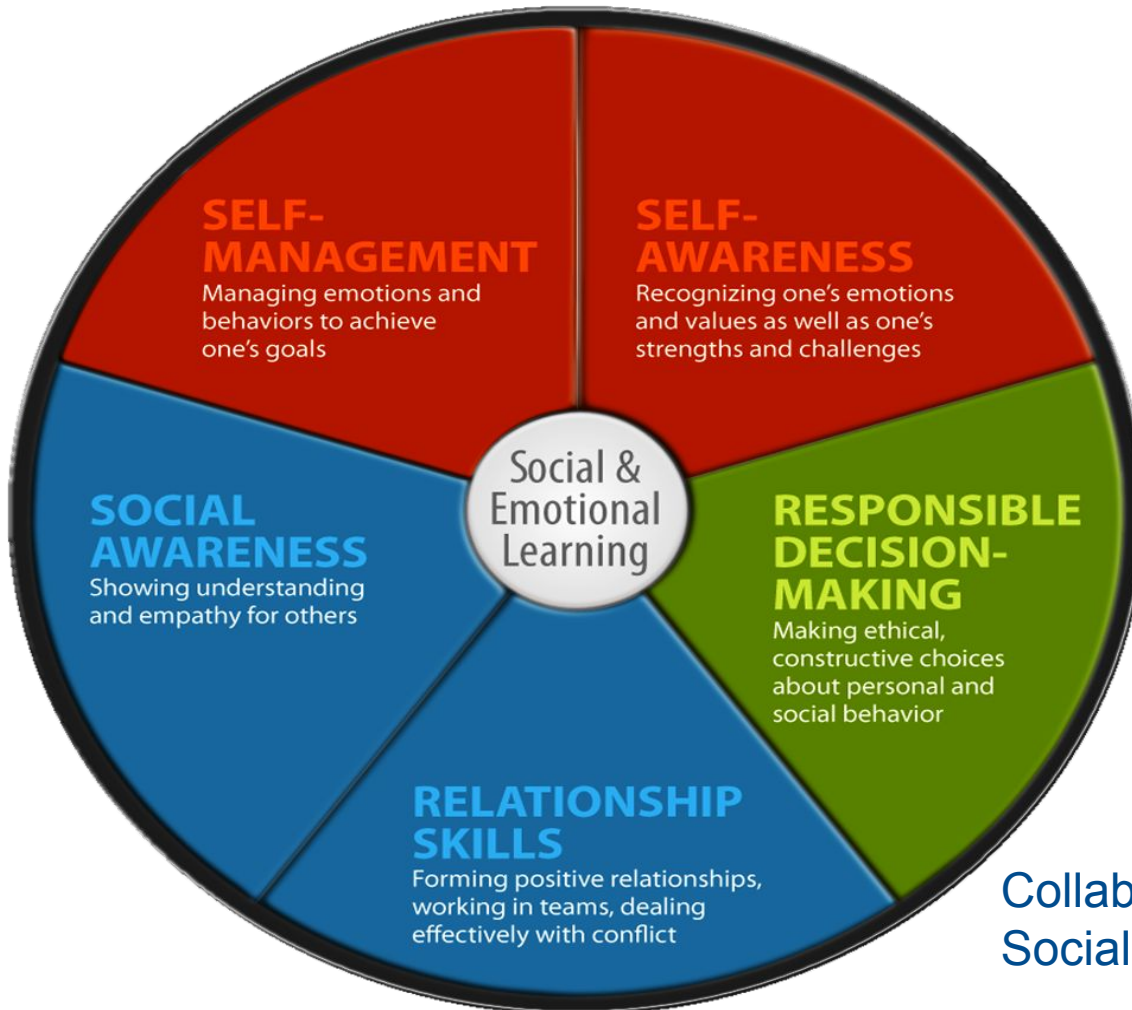 SELF-
MANAGEMENT
Managing emotions and
behaviors to achieve
one's goals
SELF-
AWARENESS
Recognizing one's emotions
and values as well as one's
strengths and challenges
SOCIAL
AWARENESS
Showing understanding
and empathy for others
Social &
Emotional
Learning
RESPONSIBLE
DECISION-
MAKING
Making ethical,
constructive choices
about personal and
social behavior
RELATIONSHIP
SKILLS
Forming positive relationships,
working in teams, dealing
effectively with conflict
Collab
Social